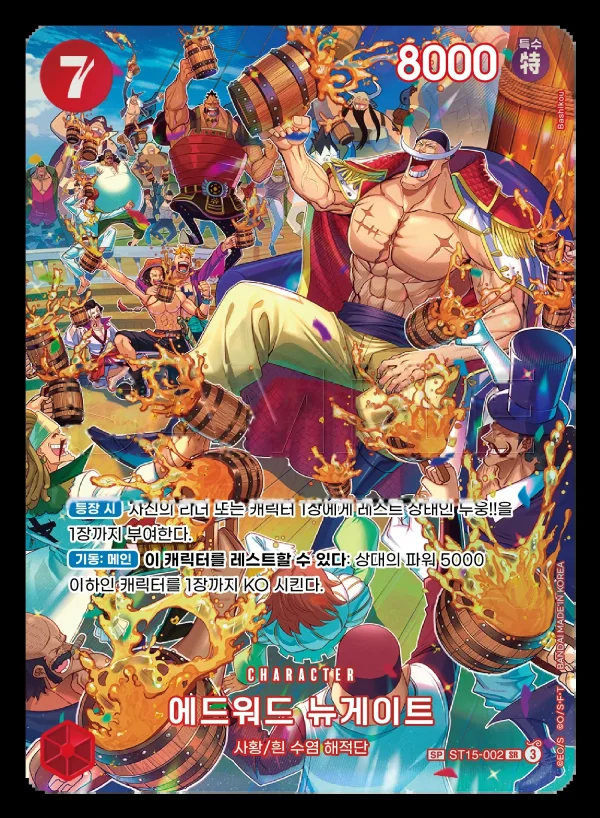 7
8000
특수
特
Bashikou
등장 시 자신의 리더 또는 캐릭터 1장에게 레스트 상태인 두웅!!을
1장까지 부여한다.
기동: 메인 이 캐릭터를 레스트할 수 있다: 상대의 파워 5000
이하인 캐릭터를 1장까지 KO 시킨다.
CHARACTER
에드워드 뉴게이트
사황/흰 수염 해적단
SP ST15-002 SR 3
©E.O/S ©O/S·F·T BANDAI MADE IN KOREA